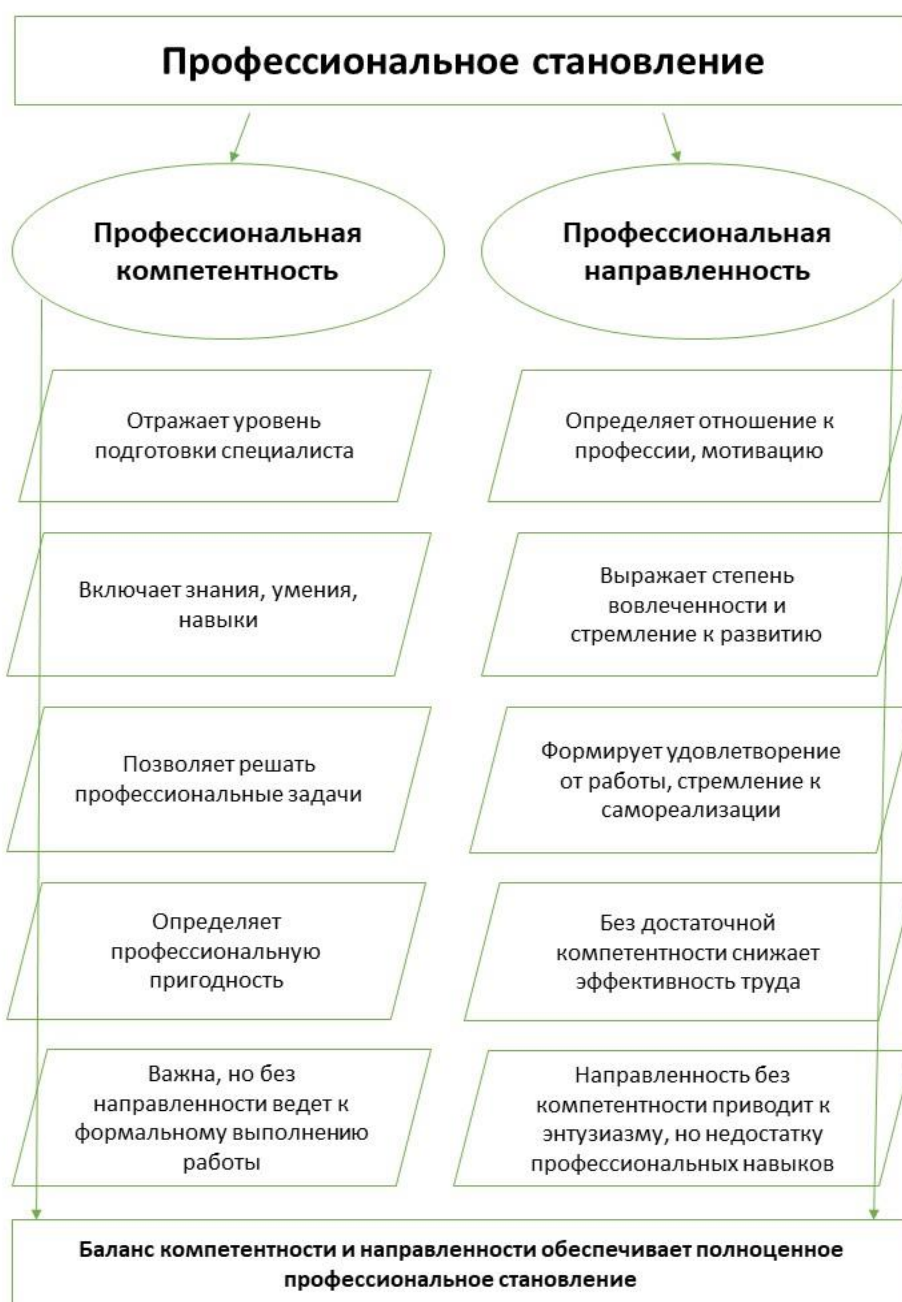 Профессиональное становление
Профессиональная
компетентность
Профессиональная
направленность
Отражает уровень
подготовки специалиста
Определяет отношение к
профессии, мотивацию
Включает знания, умения,
навыки
Выражает степень
вовлеченности и
стремление к развитию
Позволяет решать
профессиональные задачи
Формирует удовлетворение
от работы, стремление к
самореализации
Определяет
профессиональную
пригодность
Без достаточной
компетентности снижает
эффективность труда
Важна, но без
направленности ведет к
формальному выполнению
работы
Направленность без
компетентности приводит к
энтузиазму, но недостатку
профессиональных навыков
Баланс компетентности и направленности обеспечивает полноценное
профессиональное становление